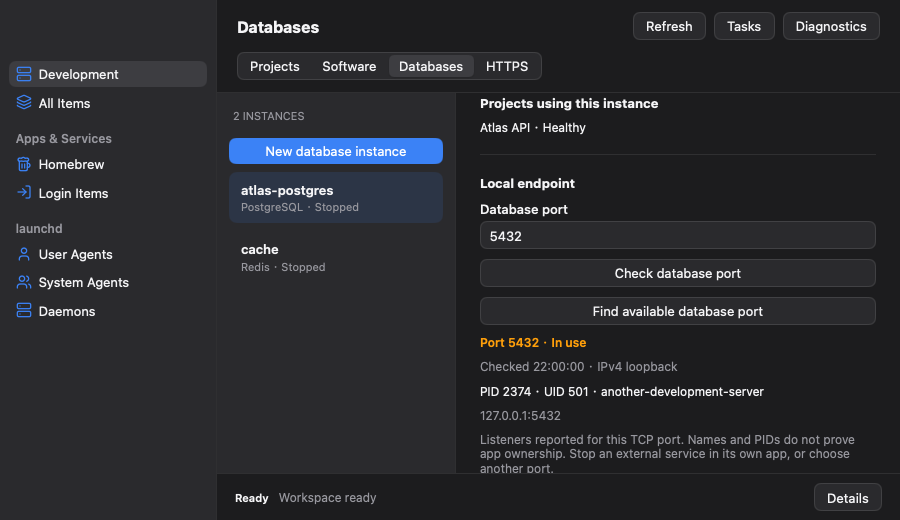 Development
All Items
Apps & Services
Homebrew
Login Items
launchd
User Agents
System Agents
Daemons
Databases
Refresh
Tasks
Diagnostics
Projects
Software
Databases
HTTPS
2 INSTANCES
New database instance
atlas-postgres
PostgreSQL · Stopped
cache
Redis · Stopped
Projects using this instance
Atlas API · Healthy
Local endpoint
Database port
5432
Check database port
Find available database port
Port 5432 · In use
Checked 22:00:00 · IPv4 loopback
PID 2374 · UID 501 · another-development-server
127.0.0.1:5432
Listeners reported for this TCP port. Names and PIDs do not prove
app ownership. Stop an external service in its own app, or choose
another port.
Ready
Workspace ready
Details